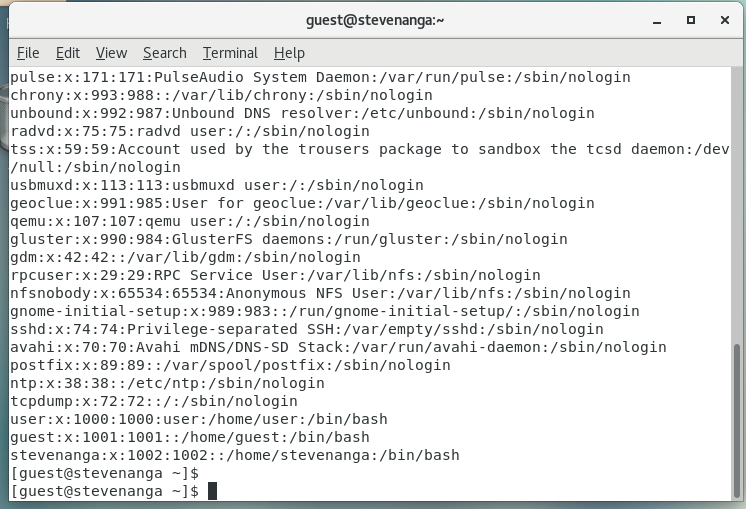 guest@stevenanga:~
File Edit View Search Terminal Help
pulse:x:171:171:PulseAudio System Daemon:/var/run/pulse:/sbin/nologin
chrony:x:993:988::/var/lib/chrony:/sbin/nologin
unbound:x:992:987:Unbound DNS resolver:/etc/unbound:/sbin/nologin
radvd:x:75:75:radvd user:/:/sbin/nologin
tss:x:59:59:Account used by the trousers package to sandbox the tcsd daemon:/dev
/null:/sbin/nologin
usbmuxd:x:113:113:usbmuxd user:/:/sbin/nologin
geoclue:x:991:985:User for geoclue:/var/lib/geoclue:/sbin/nologin
qemu:x:107:107:qemu user:/:/sbin/nologin
gluster:x:990:984:GlusterFS daemons:/run/gluster:/sbin/nologin
gdm:x:42:42::/var/lib/gdm:/sbin/nologin
rpcuser:x:29:29:RPC Service User:/var/lib/nfs:/sbin/nologin
nfsnobody:x:65534:65534:Anonymous NFS User:/var/lib/nfs:/sbin/nologin
gnome-initial-setup:x:989:983::/run/gnome-initial-setup/:/sbin/nologin
sshd:x:74:74:Privilege-separated SSH:/var/empty/sshd:/sbin/nologin
avahi:x:70:70:Avahi mDNS/DNS-SD Stack:/var/run/avahi-daemon:/sbin/nologin
postfix:x:89:89::/var/spool/postfix:/sbin/nologin
ntp:x:38:38::/etc/ntp:/sbin/nologin
tcpdump:x:72:72::/:/sbin/nologin
user:x:1000:1000:user:/home/user:/bin/bash
guest:x:1001:1001::/home/guest:/bin/bash
stevenanga:x:1002:1002::/home/stevenanga:/bin/bash
[guest@stevenanga ~]$
[guest@stevenanga ~]$